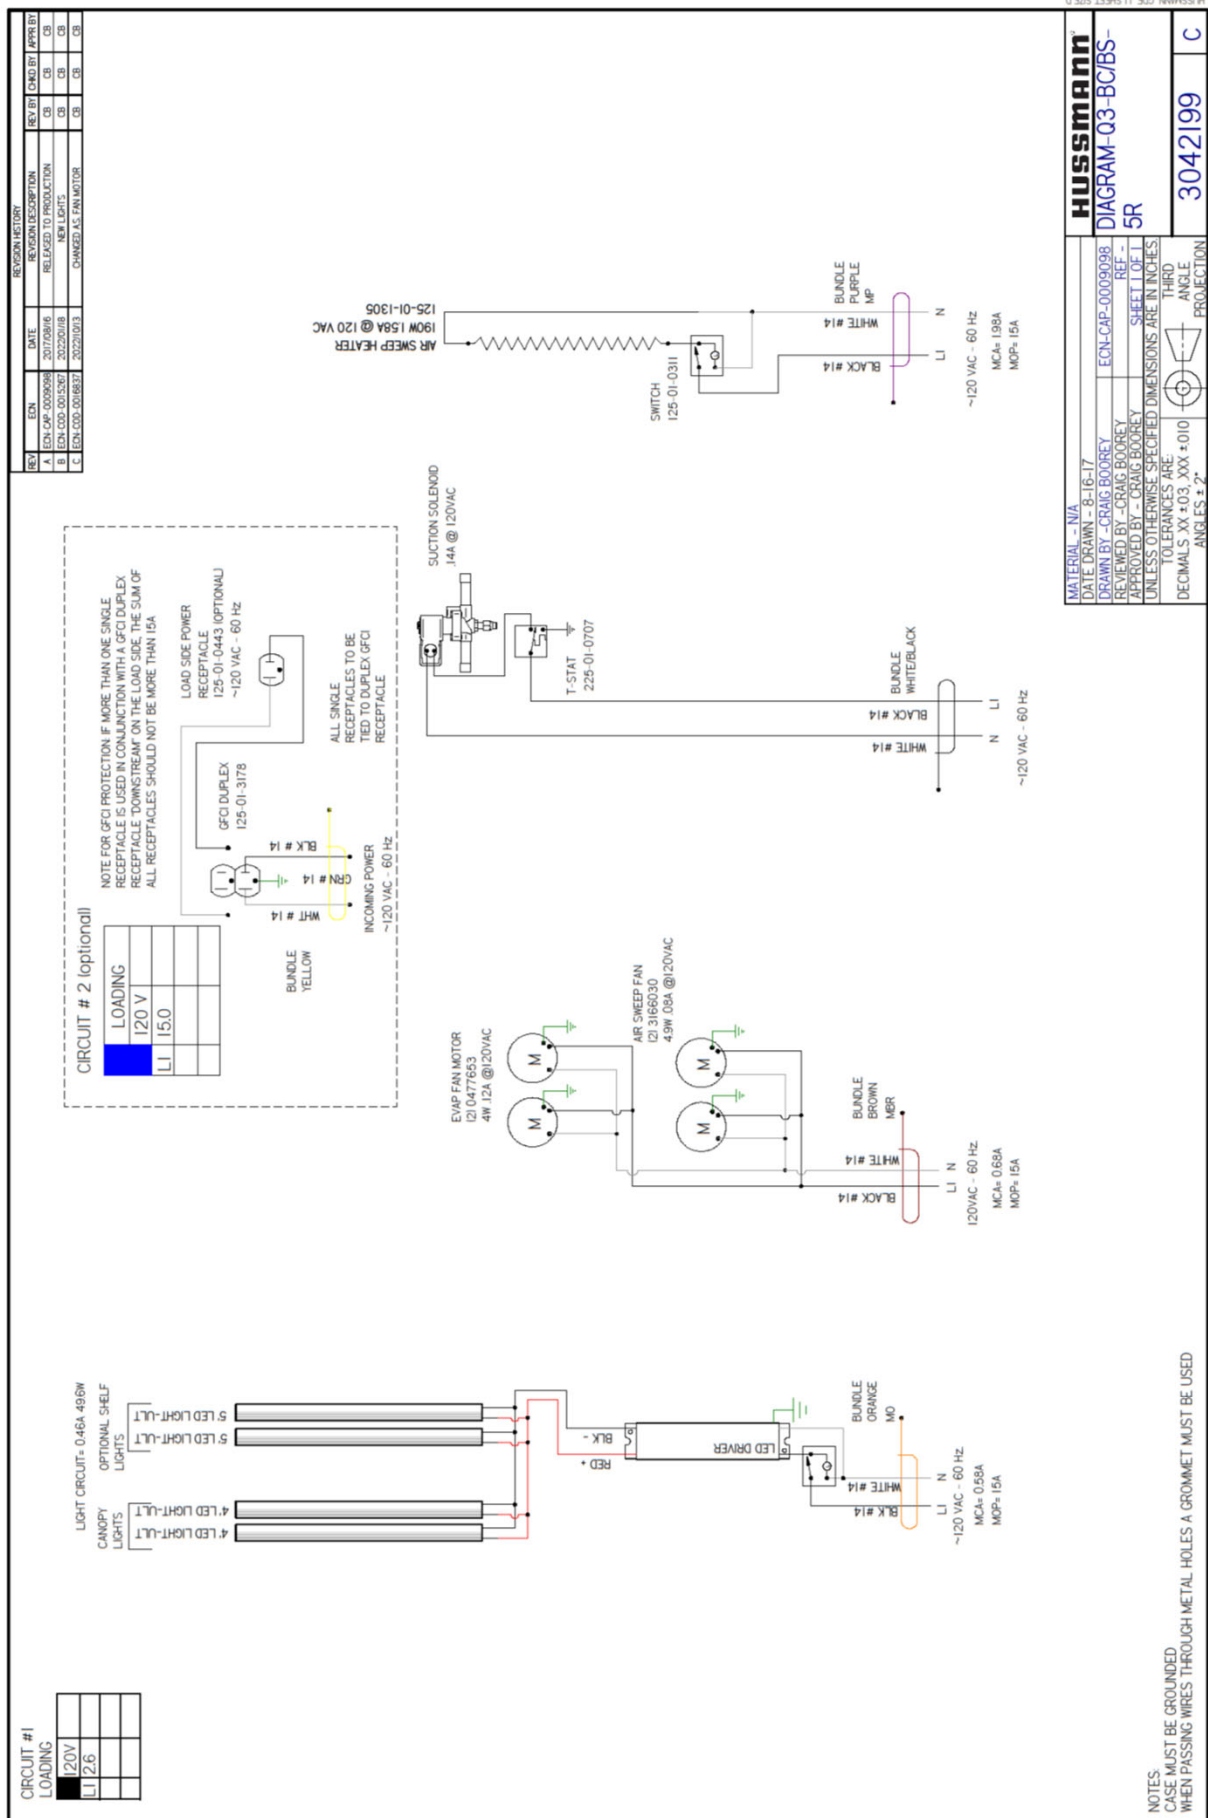 CIRCUIT #1
LOADING
120V
L1 2.6
LIGHT CIRCUIT= 0.46A 49.6W
CANOPY
LIGHTS
OPTIONAL SHELF
LIGHTS
4' LED LIGHT-ULT
4' LED LIGHT-ULT
5' LED LIGHT-ULT
5' LED LIGHT-ULT
RED +
BLK -
LED DRIVER
BLK #14
WHITE #14
BUNDLE
ORANGE
MO
L1 N
~120 VAC - 60 Hz.
MCA= 0.58A
MOP= 15A
CIRCUIT # 2 (optional)
LOADING
120 V
L1 15.0
NOTE FOR GFCI PROTECTION: IF MORE THAN ONE SINGLE
RECEPTACLE IS USED IN CONJUNCTION WITH A GFCI DUPLEX
RECEPTACLE "DOWNSTREAM" ON THE LOAD SIDE, THE SUM OF
ALL RECEPTACLES SHOULD NOT BE MORE THAN 15A
GFCI DUPLEX
125-01-3178
LOAD SIDE POWER
RECEPTACLE
125-01-0443 (OPTIONAL)
~120 VAC - 60 Hz
BUNDLE
YELLOW
WHT # 14
GRN # 14
BLK # 14
INCOMING POWER
~120 VAC - 60 Hz
ALL SINGLE
RECEPTACLES TO BE
TIED TO DUPLEX GFCI
RECEPTACLE
EVAP FAN MOTOR
(2) 0477653
4W .12A @120VAC
M
M
AIR SWEEP FAN
(2) 3166030
4.9W .08A @120VAC
M
M
BLACK #14
WHITE #14
BUNDLE
BROWN
MBR
L1 N
120VAC - 60 Hz.
MCA= 0.68A
MOP= 15A
SUCTION SOLENOID
.14A @ 120VAC
T-STAT
225-01-0707
WHITE #14
BLACK #14
BUNDLE
WHITE/BLACK
N L1
~120 VAC - 60 Hz
AIR SWEEP HEATER
190W 1.58A @ 120 VAC
125-01-1305
SWITCH
125-01-0311
BLACK #14
WHITE #14
BUNDLE
PURPLE
MP
L1 N
~120 VAC - 60 Hz.
MCA= 1.98A
MOP= 15A
REVISION HISTORY
REV ECN DATE REVISION DESCRIPTION REV BY CHKD BY APPR BY
A ECN-CAP-0009098 2017/08/16 RELEASED TO PRODUCTION CB CB CB
B ECN-COD-0015267 2022/01/18 NEW LIGHTS CB CB CB
C ECN-COD-0016837 2022/10/13 CHANGED A.S. FAN MOTOR CB CB CB
NOTES:
CASE MUST BE GROUNDED
WHEN PASSING WIRES THROUGH METAL HOLES A GROMMET MUST BE USED
MATERIAL - N/A
DATE DRAWN - 8-16-17
DRAWN BY -CRAIG BOOREY ECN-CAP-0009098
REVIEWED BY -CRAIG BOOREY REF -
APPROVED BY - CRAIG BOOREY SHEET 1 OF 1
UNLESS OTHERWISE SPECIFIED DIMENSIONS ARE IN INCHES.
TOLERANCES ARE:
DECIMALS .XX ±.03, .XXX ±.010
ANGLES ± 2°
THIRD
ANGLE
PROJECTION
HUSSMANN
DIAGRAM-Q3-BC/BS-
5R
3042199 C